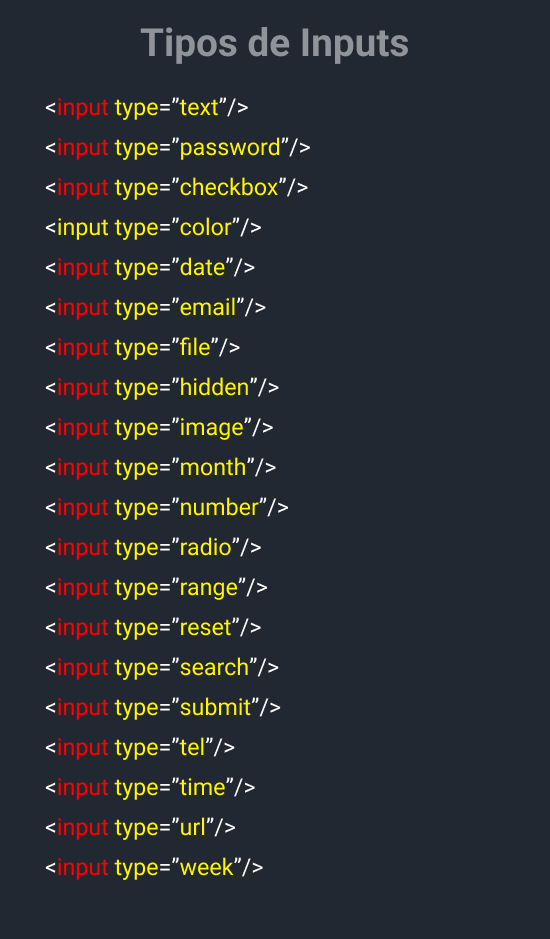 Tipos de Inputs
<input type=”text”/>
<input type=”password”/>
<input type=”checkbox”/>
<input type=”color”/>
<input type=”date”/>
<input type=”email”/>
<input type=”file”/>
<input type=”hidden”/>
<input type=”image”/>
<input type=”month”/>
<input type=”number”/>
<input type=”radio”/>
<input type=”range”/>
<input type=”reset”/>
<input type=”search”/>
<input type=”submit”/>
<input type=”tel”/>
<input type=”time”/>
<input type=”url”/>
<input type=”week”/>